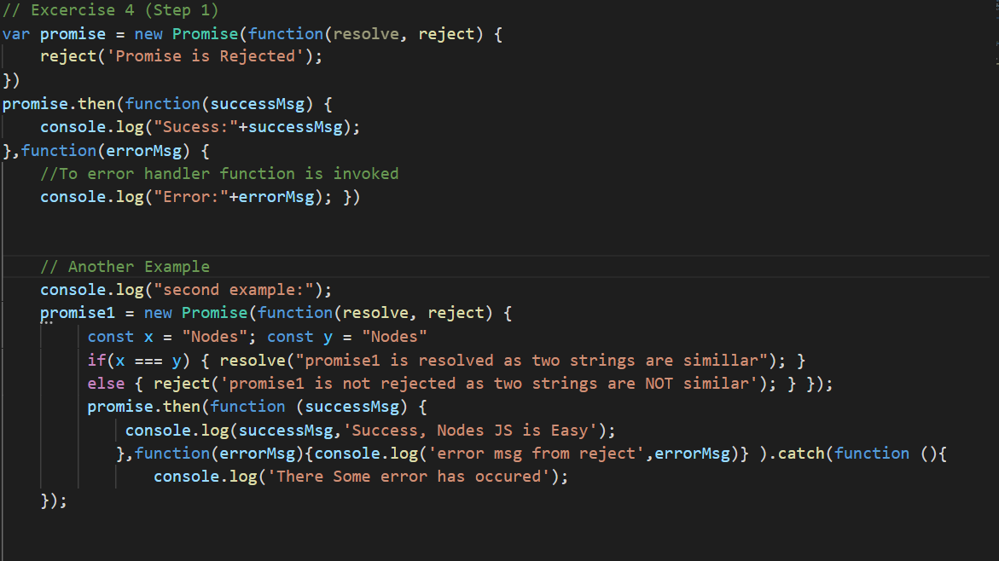 // Excercise 4 (Step 1)
var promise = new Promise(function(resolve, reject) {
    reject('Promise is Rejected');
})
promise.then(function(successMsg) {
    console.log("Sucess:"+successMsg);
},function(errorMsg) {
    //To error handler function is invoked
    console.log("Error:"+errorMsg); })
    // Another Example
    console.log("second example:");
    promise1 = new Promise(function(resolve, reject) {
         const x = "Nodes"; const y = "Nodes"
         if(x === y) { resolve("promise1 is resolved as two strings are simillar"); }
         else { reject('promise1 is not rejected as two strings are NOT similar'); } });
         promise.then(function (successMsg) {
             console.log(successMsg,'Success, Nodes JS is Easy');
            },function(errorMsg){console.log('error msg from reject',errorMsg)} ).catch(function (){
                console.log('There Some error has occured');
    });